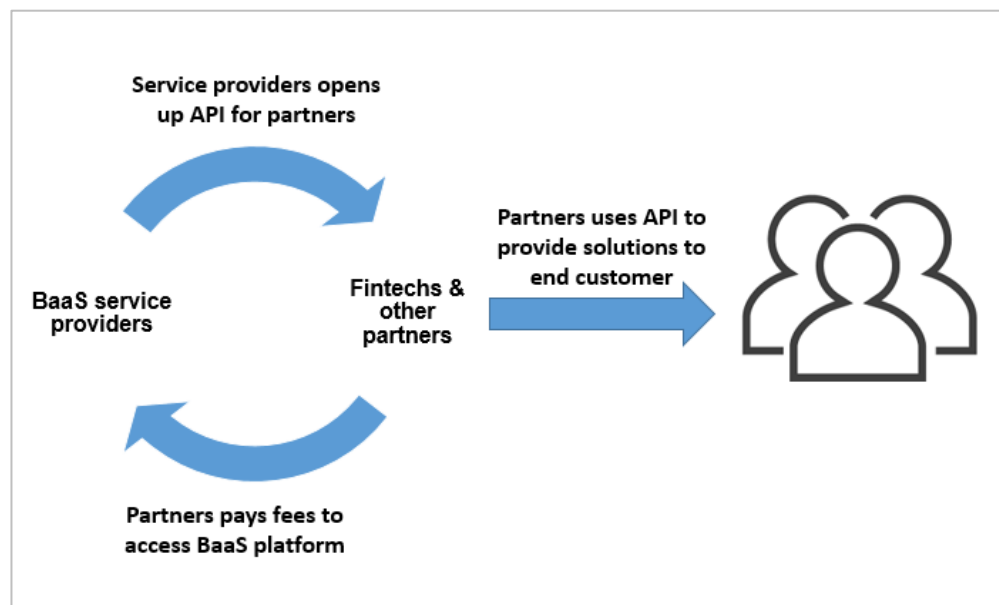 Service providers opens
up API for partners
Partners uses API to
provide solutions to
end customer
BaaS service
providers
Fintechs &
other
partners
Partners pays fees to
access BaaS platform